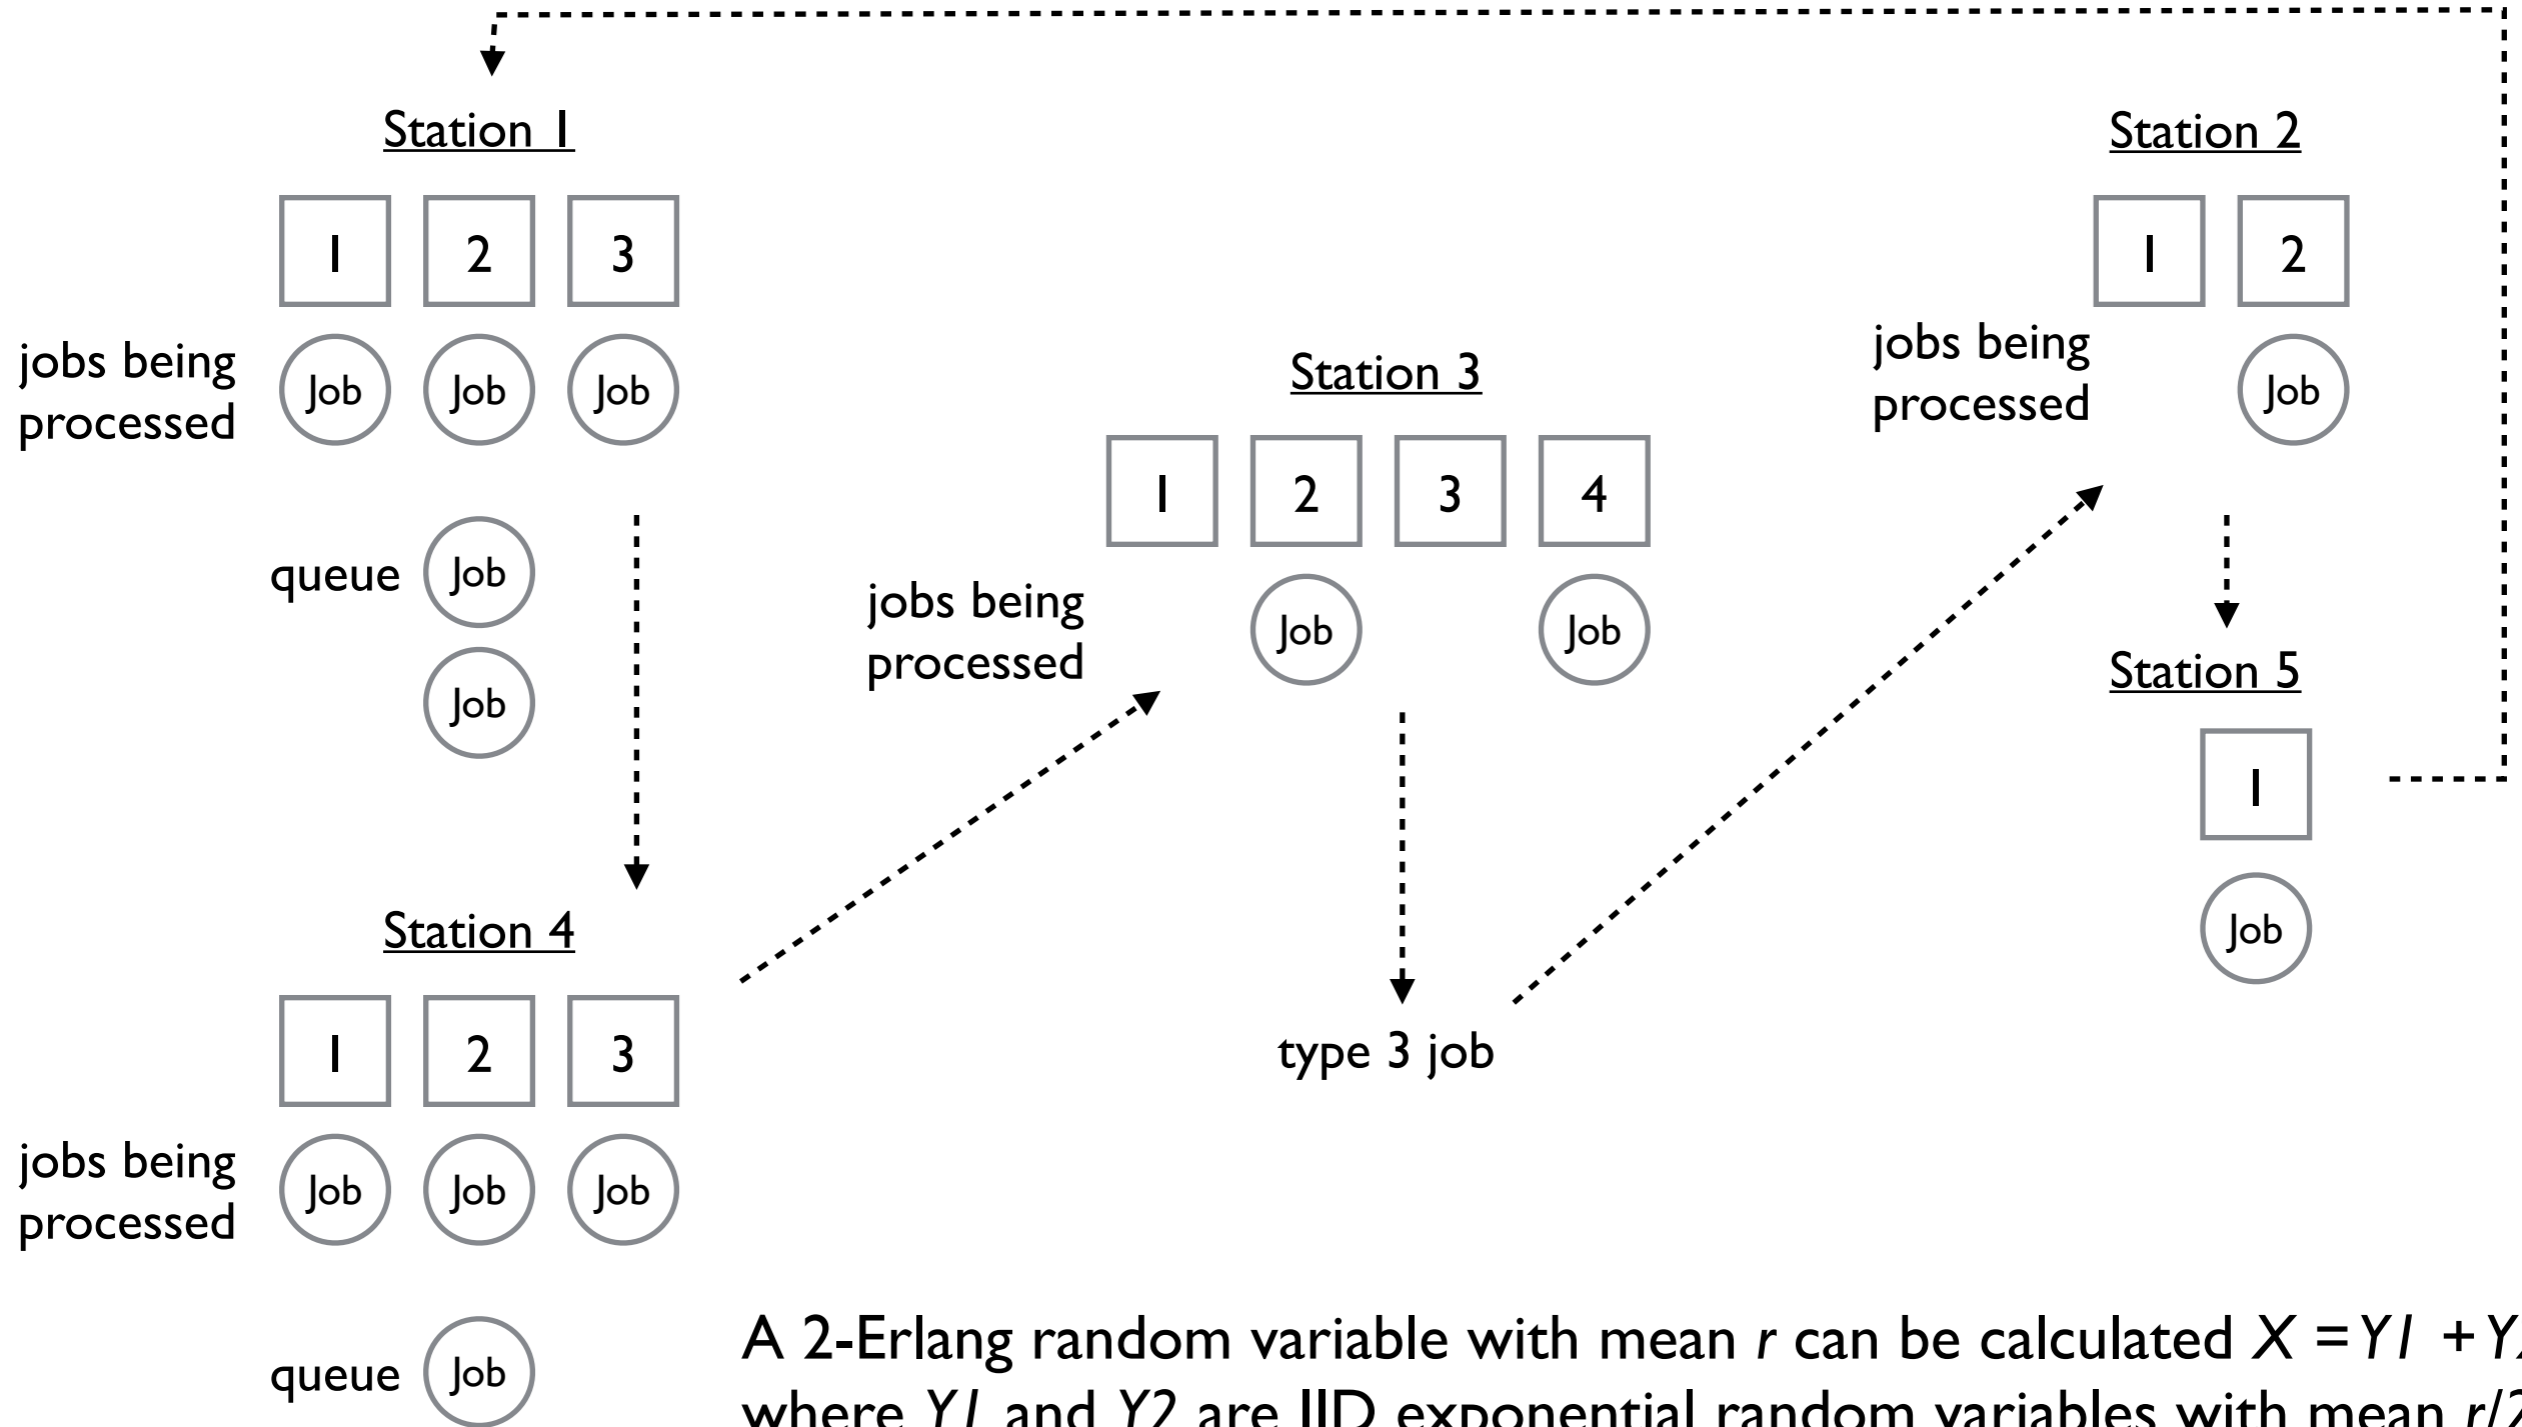 Station 1
1 2 3
jobs being
processed
Job Job Job
queue
Job
Job
Station 4
1 2 3
jobs being
processed
Job Job Job
queue
Job
Station 3
1 2 3 4
jobs being
processed
Job Job
type 3 job
Station 2
1 2
jobs being
processed
Job
Station 5
1
Job
A 2-Erlang random variable with mean r can be calculated X = Y1 + Y
where Y1 and Y2 are IID exponential random variables with mean r/2